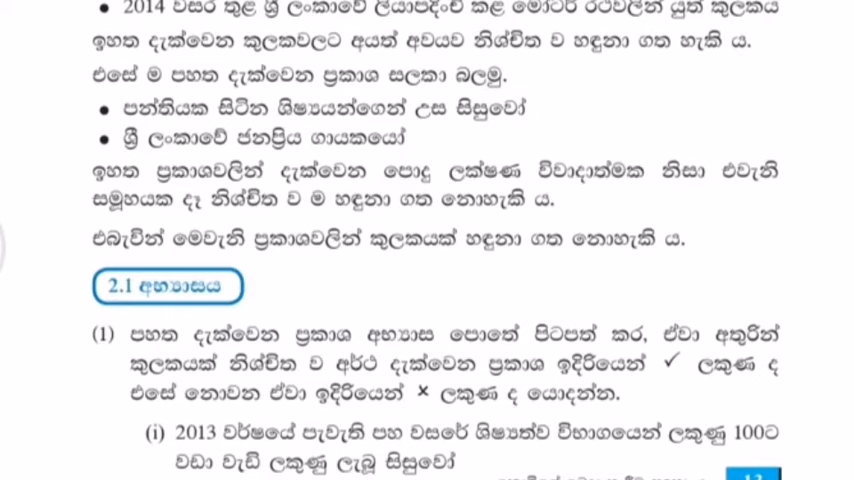 • 2014 වසර තුළ ශ්‍රී ලංකාවේ ලියාපදිංචි කළ මෝටර් රථවලින් යුත් කුලකය
ඉහත දැක්වෙන කුලකවලට අයත් අවයව නිශ්චිත ව හඳුනා ගත හැකි ය.
එසේ ම පහත දැක්වෙන ප්‍රකාශ සලකා බලමු.
• පන්තියක සිටින ශිෂ්‍යයන්ගෙන් උස සිසුවෝ
• ශ්‍රී ලංකාවේ ජනප්‍රිය ගායකයෝ
ඉහත ප්‍රකාශවලින් දැක්වෙන පොදු ලක්ෂණ විවාදාත්මක නිසා එවැනි
සමූහයක දෑ නිශ්චිත ව ම හඳුනා ගත නොහැකි ය.
එබැවින් මෙවැනි ප්‍රකාශවලින් කුලකයක් හඳුනා ගත නොහැකි ය.
2.1 අභ්‍යාසය
(1) පහත දැක්වෙන ප්‍රකාශ අභ්‍යාස පොතේ පිටපත් කර, ඒවා අතුරින්
කුලකයක් නිශ්චිත ව අර්ථ දැක්වෙන ප්‍රකාශ ඉදිරියෙන් ✓ ලකුණ ද
එසේ නොවන ඒවා ඉදිරියෙන් × ලකුණ ද යොදන්න.
(i) 2013 වර්ෂයේ පැවැති පහ වසරේ ශිෂ්‍යත්ව විභාගයෙන් ලකුණු 100ට
වඩා වැඩි ලකුණු ලැබූ සිසුවෝ